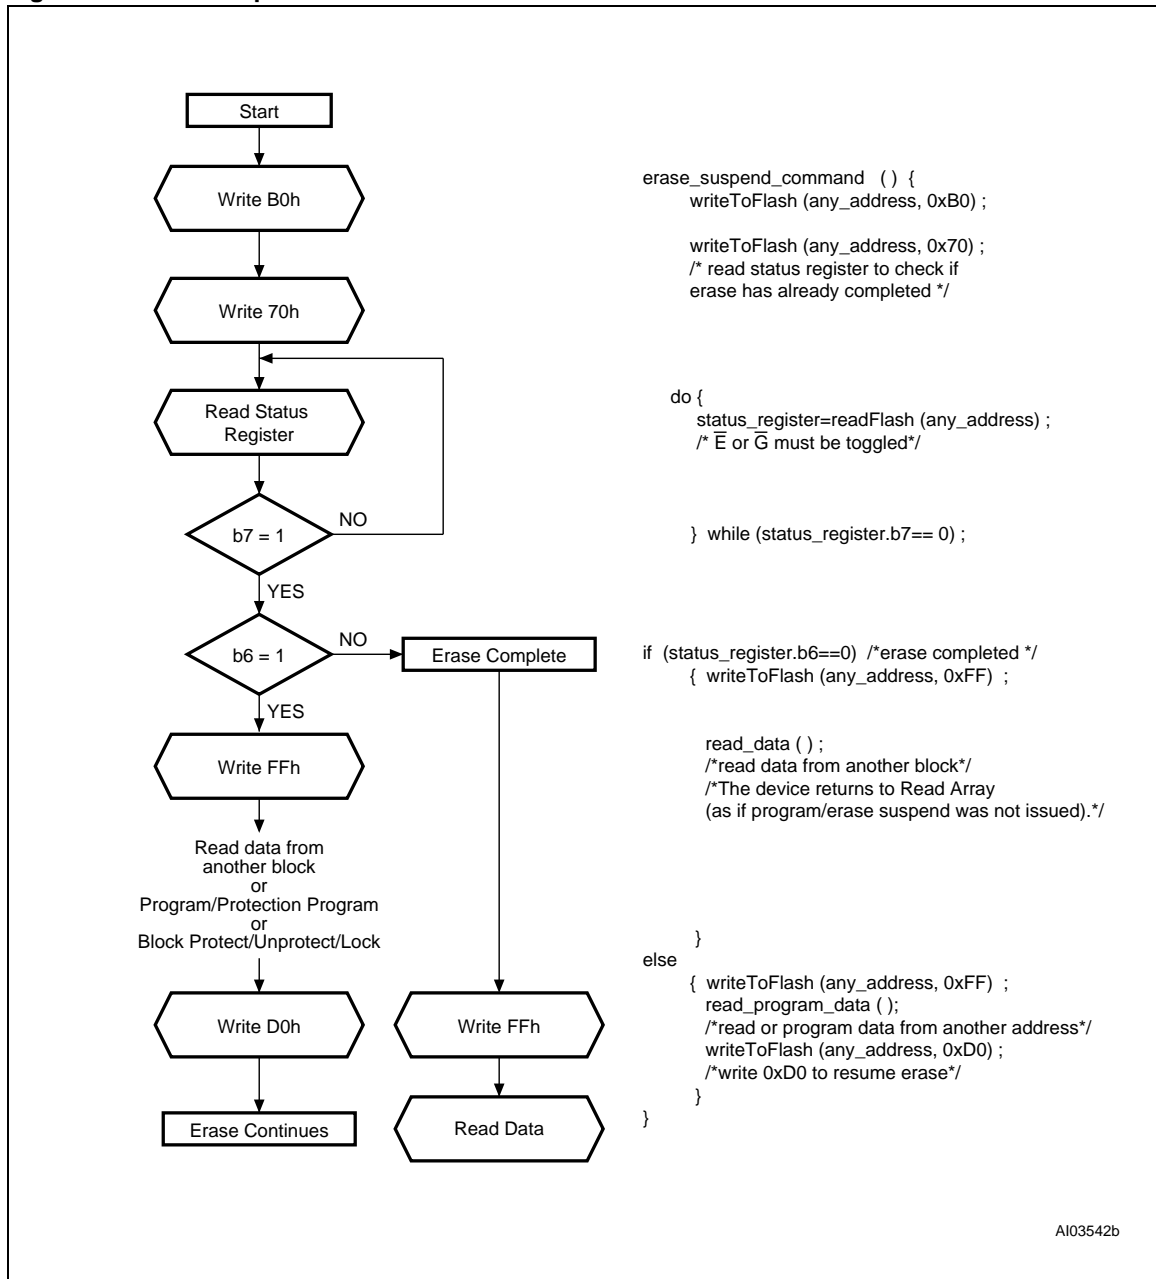 Start
Write B0h
Write 70h
Read Status
Register
b7 = 1
NO
YES
b6 = 1
NO
Erase Complete
YES
Write FFh
Read data from
another block
or
Program/Protection Program
or
Block Protect/Unprotect/Lock
Write D0h
Write FFh
Erase Continues
Read Data
erase_suspend_command ( ) {
writeToFlash (any_address, 0xB0) ;
writeToFlash (any_address, 0x70) ;
/* read status register to check if
erase has already completed */
do {
status_register=readFlash (any_address) ;
/* E̅ or G̅ must be toggled*/
} while (status_register.b7== 0) ;
if (status_register.b6==0) /*erase completed */
{ writeToFlash (any_address, 0xFF) ;
read_data ( ) ;
/*read data from another block*/
/*The device returns to Read Array
(as if program/erase suspend was not issued).*/
}
else
{ writeToFlash (any_address, 0xFF) ;
read_program_data ( );
/*read or program data from another address*/
writeToFlash (any_address, 0xD0) ;
/*write 0xD0 to resume erase*/
}
}
AI03542b